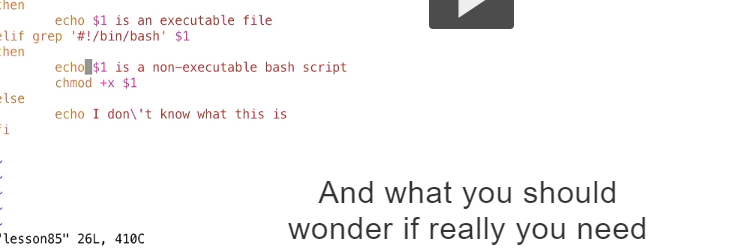 then
echo $1 is an executable file
elif grep '#!/bin/bash' $1
then
echo $1 is a non-executable bash script
chmod +x $1
else
echo I don\'t know what this is
fi
~
~
~
~
~
"lesson85" 26L, 410C
And what you should
wonder if really you need